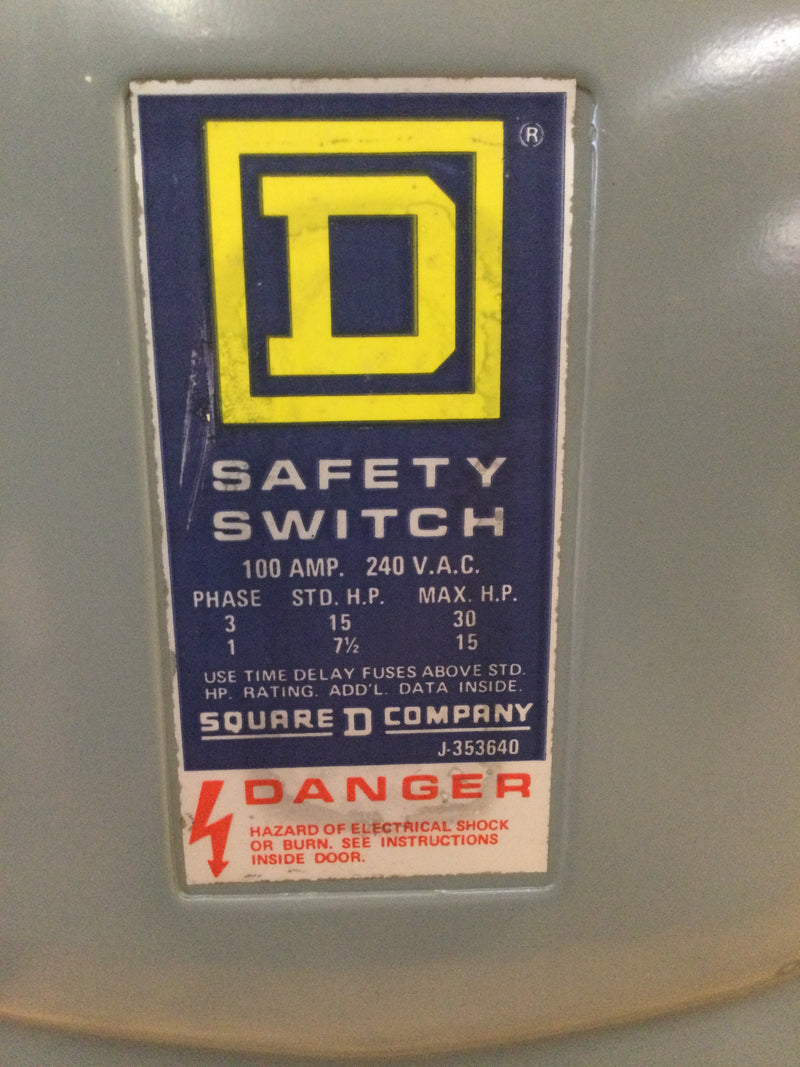 D ®
SAFETY
SWITCH
100 AMP. 240 V.A.C.
PHASE STD. H.P. MAX. H.P.
3 15 30
1 7½ 15
USE TIME DELAY FUSES ABOVE STD.
HP. RATING. ADD'L. DATA INSIDE.
SQUARE D COMPANY
J-353640
DANGER
HAZARD OF ELECTRICAL SHOCK
OR BURN. SEE INSTRUCTIONS
INSIDE DOOR.